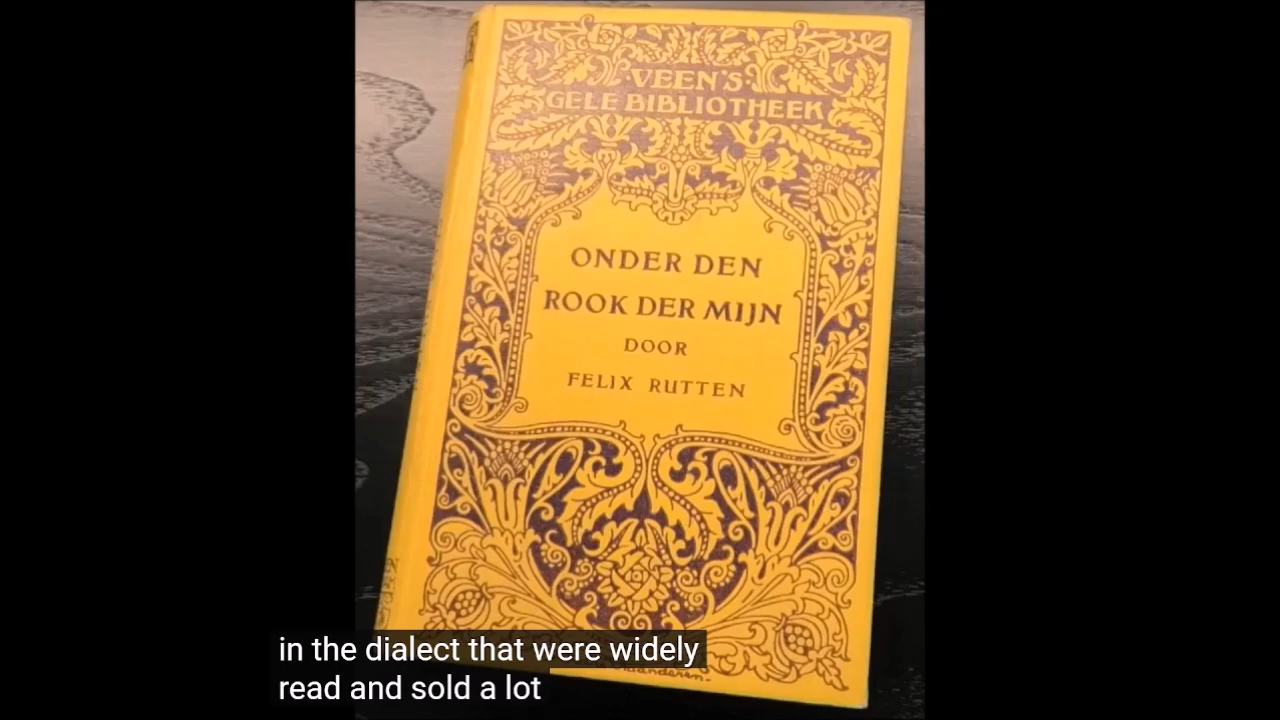 VEEN'S
GELE BIBLIOTHEEK
ONDER DEN
ROOK DER MIJN
DOOR
FELIX RUTTEN
in the dialect that were widely
read and sold a lot